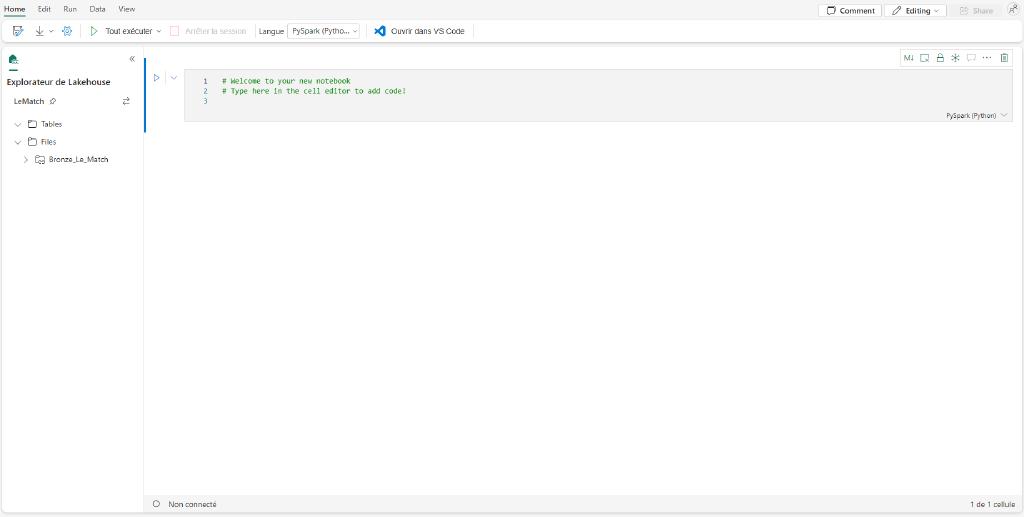 Home Edit Run Data View Comment Editing Share
Tout exécuter Arrêter la session Langue PySpark (Pytho... Ouvrir dans VS Code
M↓
Explorateur de Lakehouse
LeMatch
Tables
Files
Bronze_Le_Match
1 # Welcome to your new notebook
2 # Type here in the cell editor to add code!
3
PySpark (Python)
Non connecté 1 de 1 cellule